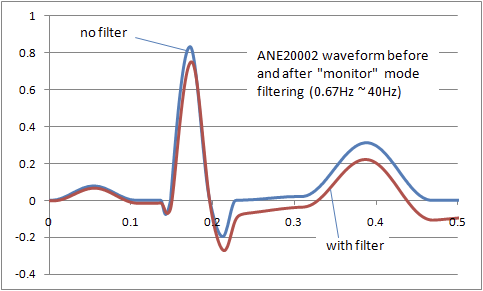 1
no filter
0.8
ANE20002 waveform before
and after "monitor" mode
filtering (0.67Hz ~ 40Hz)
0.6
0.4
0.2
0
0 0.1 0.2 0.3 0.4 0.5
-0.2
with filter
-0.4